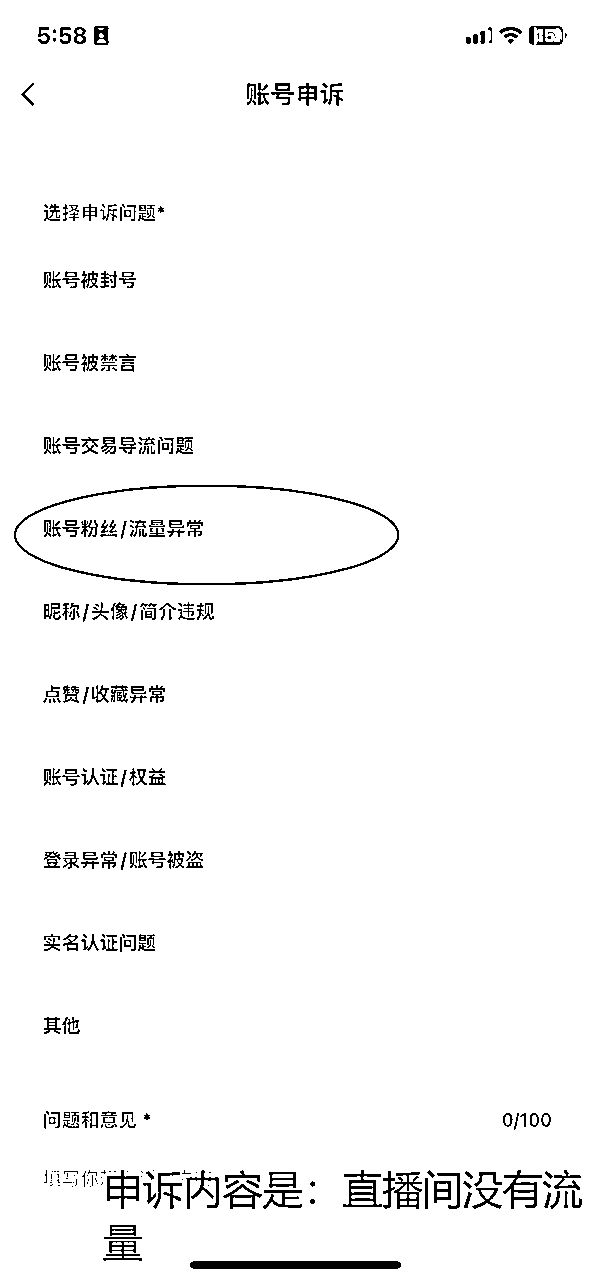 5:58
账号申诉
选择申诉问题*
账号被封号
账号被禁言
账号交易导流问题
账号粉丝/流量异常
昵称/头像/简介违规
点赞/收藏异常
账号认证/权益
登录异常/账号被盗
实名认证问题
其他
问题和意见 *
0/100
填写你
申诉内容是：直播间没有流
量